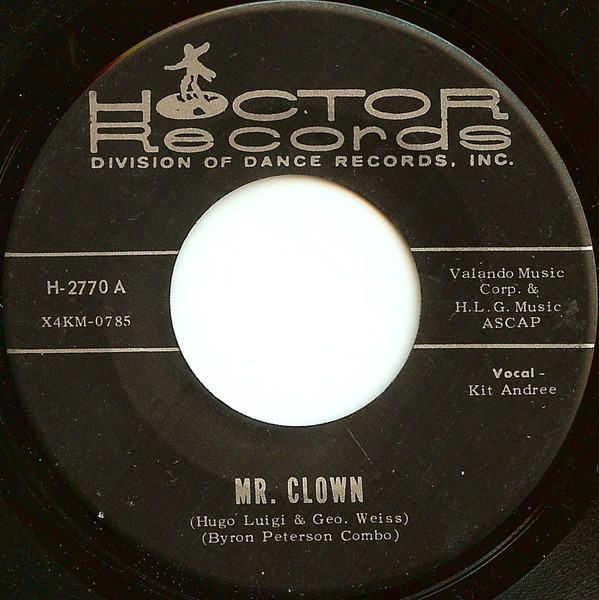 HOCTOR
Records
DIVISION OF DANCE RECORDS, INC.
H-2770 A
X4KM-0785
Valando Music
Corp. &
H.L.G. Music
ASCAP
Vocal -
Kit Andree
MR. CLOWN
(Hugo Luigi & Geo. Weiss)
(Byron Peterson Combo)